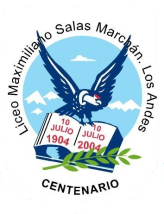 Liceo Maximiliano Salas Marchán, Los Andes
10
JULIO
1904
10
JULIO
2004
CENTENARIO